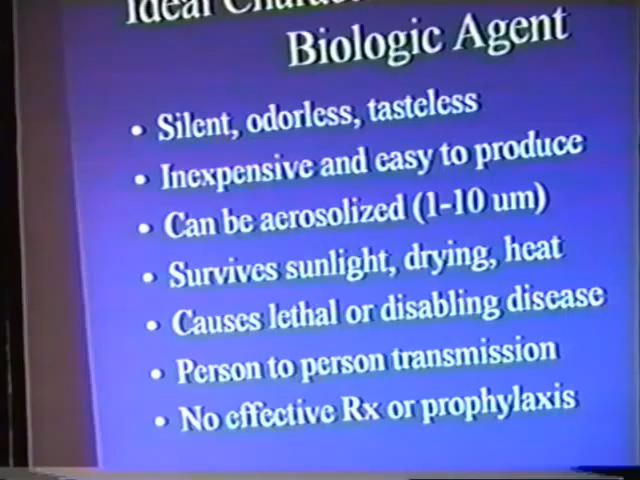 Ideal
Biologic Agent
• Silent, odorless, tasteless
• Inexpensive and easy to produce
• Can be aerosolized (1-10 um)
• Survives sunlight, drying, heat
• Causes lethal or disabling disease
• Person to person transmission
• No effective Rx or prophylaxis